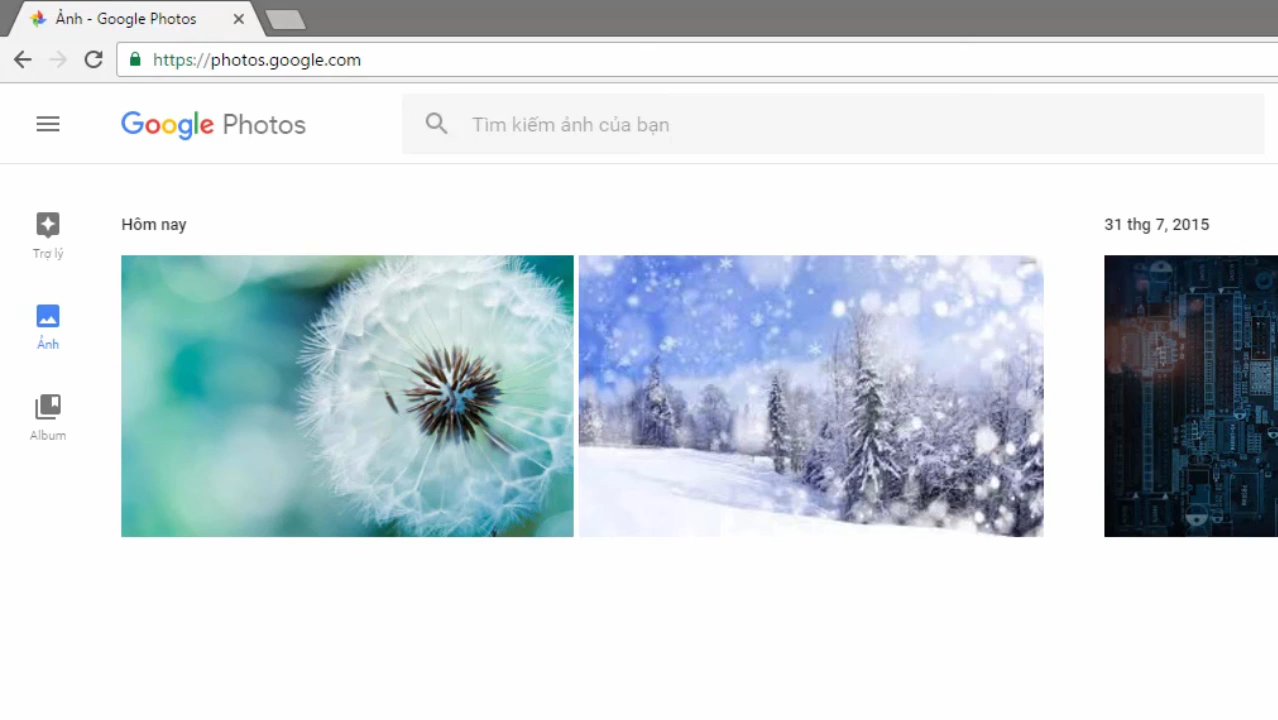 Ảnh - Google Photos
https://photos.google.com
Google Photos
Tìm kiếm ảnh của bạn
Hôm nay
31 thg 7, 2015
Trợ lý
Ảnh
Album